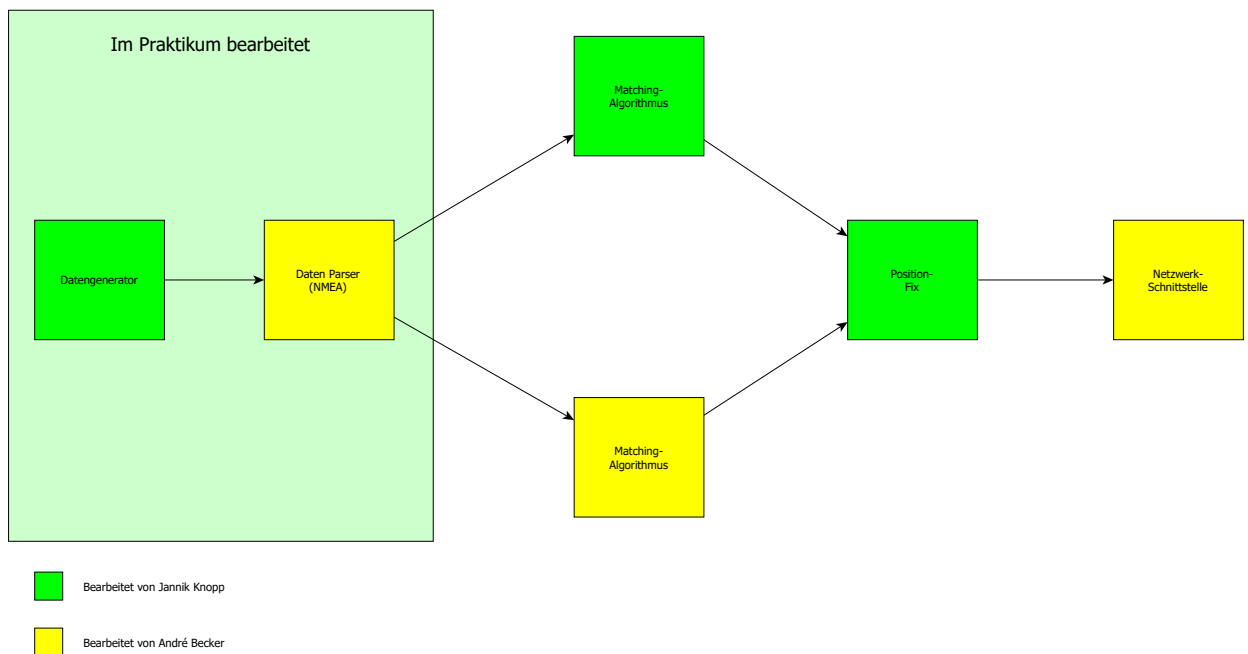 Im Praktikum bearbeitet
Matching-
Algorithmus
Datengenerator
Daten Parser
(NMEA)
Position-
Fix
Netzwerk-
Schnittstelle
Matching-
Algorithmus
Bearbeitet von Jannik Knopp
Bearbeitet von André Becker